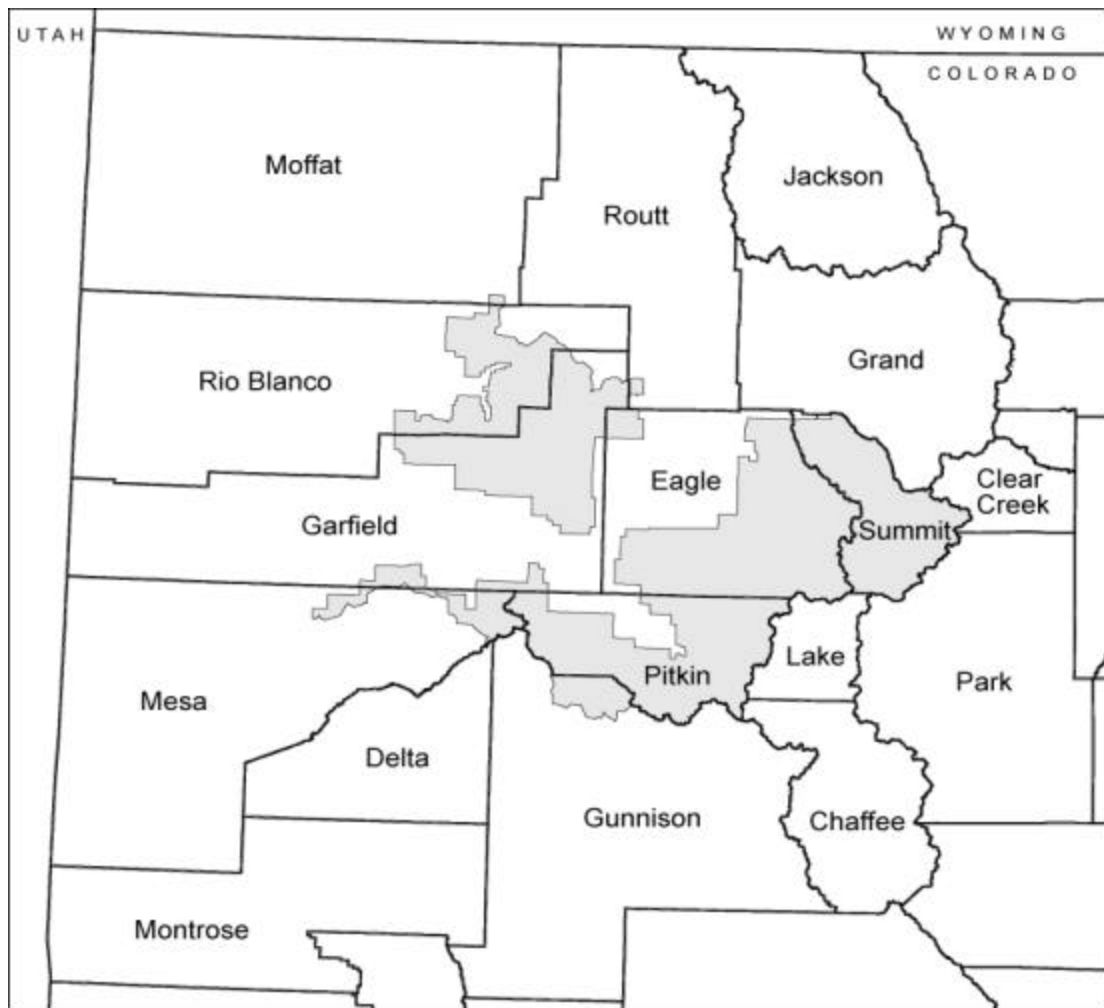 UTAH
WYOMING
COLORADO
Moffat
Jackson
Routt
Grand
Rio Blanco
Eagle
Clear
Creek
Garfield
Summit
Lake
Pitkin
Park
Mesa
Delta
Gunnison
Chaffee
Montrose